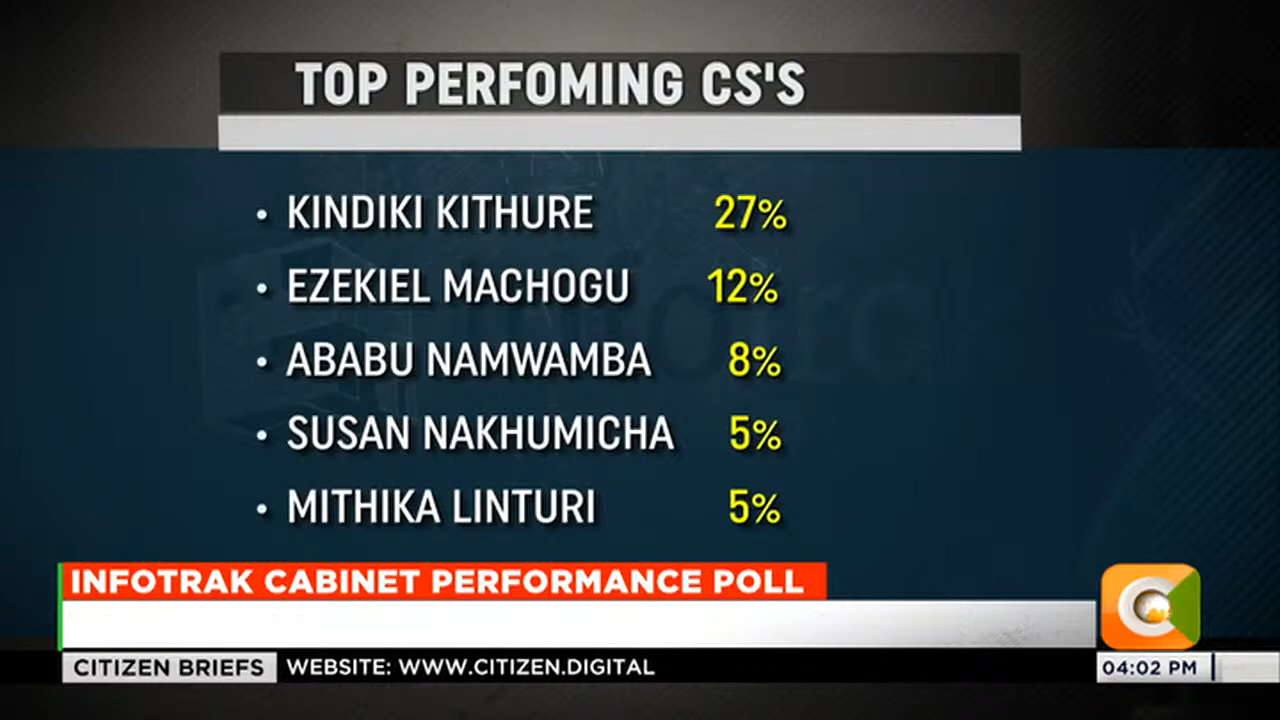 TOP PERFOMING CS'S
• KINDIKI KITHURE 27%
• EZEKIEL MACHOGU 12%
• ABABU NAMWAMBA 8%
• SUSAN NAKHUMICHA 5%
• MITHIKA LINTURI 5%
INFOTRAK CABINET PERFORMANCE POLL
CITIZEN BRIEFS WEBSITE: WWW.CITIZEN.DIGITAL 04:02 PM